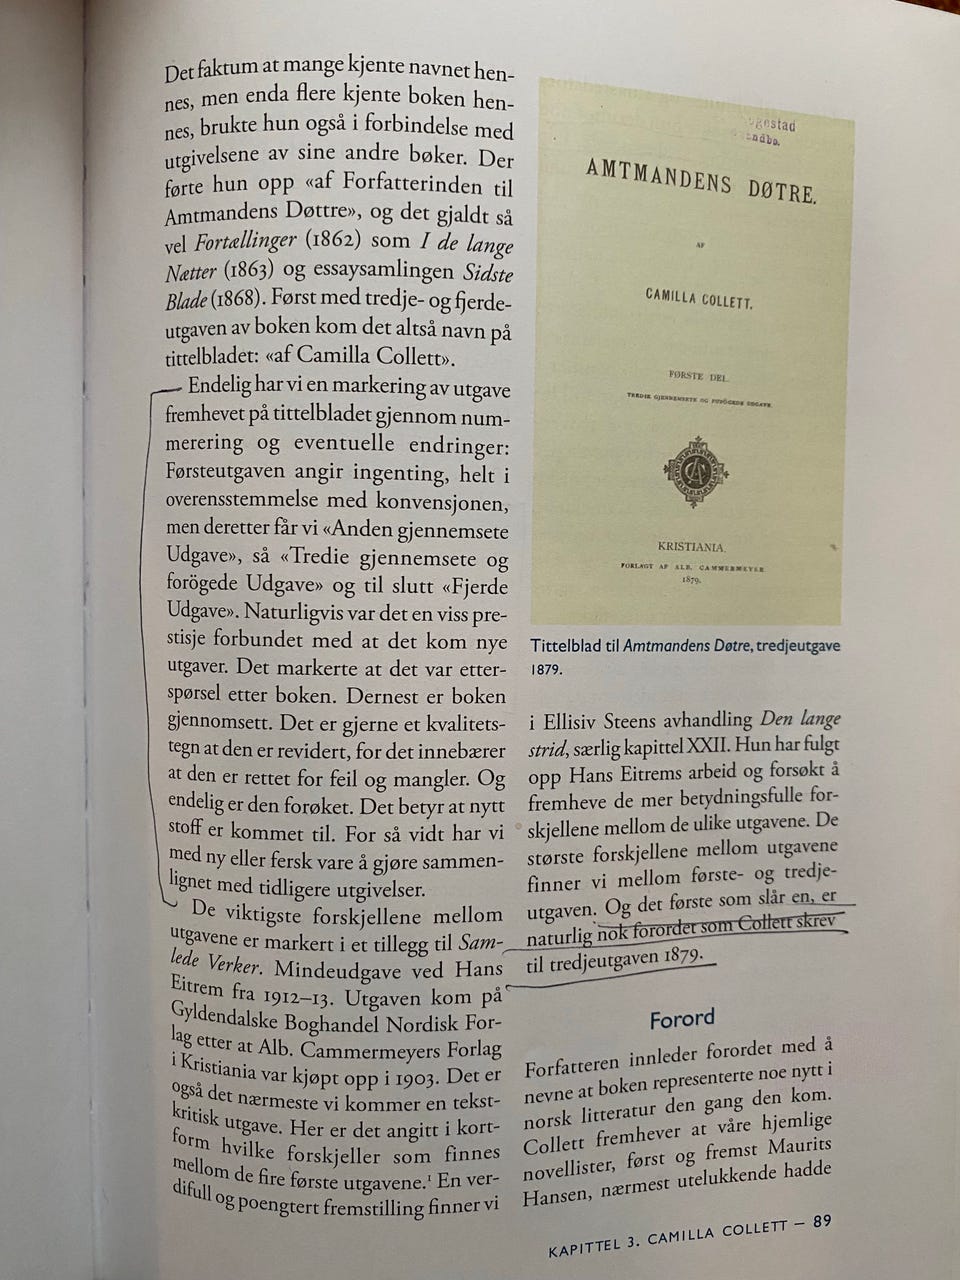 Det faktum at mange kjente navnet hen-
nes, men enda flere kjente boken hen-
nes, brukte hun også i forbindelse med
utgivelsene av sine andre bøker. Der
førte hun opp «af Forfatterinden til
Amtmandens Døttre», og det gjaldt så
vel Fortællinger (1862) som I de lange
Nætter (1863) og essaysamlingen Sidste
Blade (1868). Først med tredje- og fjerde-
utgaven av boken kom det altså navn på
tittelbladet: «af Camilla Collett».
Endelig har vi en markering av utgave
fremhevet på tittelbladet gjennom num-
merering og eventuelle endringer:
Førsteutgaven angir ingenting, helt i
overensstemmelse med konvensjonen,
men deretter får vi «Anden gjennemsete
Udgave», så «Tredie gjennemsete og
forögede Udgave» og til slutt «Fjerde
Udgave». Naturligvis var det en viss pre-
stisje forbundet med at det kom nye
utgaver. Det markerte at det var etter-
spørsel etter boken. Dernest er boken
gjennomsett. Det er gjerne et kvalitets-
tegn at den er revidert, for det innebærer
at den er rettet for feil og mangler. Og
endelig er den forøket. Det betyr at nytt
stoff er kommet til. For så vidt har vi
med ny eller fersk vare å gjøre sammen-
lignet med tidligere utgivelser.
De viktigste forskjellene mellom
utgavene er markert i et tillegg til Sam-
lede Verker. Mindeudgave ved Hans
Eitrem fra 1912–13. Utgaven kom på
Gyldendalske Boghandel Nordisk For-
lag etter at Alb. Cammermeyers Forlag
i Kristiania var kjøpt opp i 1903. Det er
også det nærmeste vi kommer en tekst-
kritisk utgave. Her er det angitt i kort-
form hvilke forskjeller som finnes
mellom de fire første utgavene.¹ En ver-
difull og poengtert fremstilling finner vi
AMTMANDENS DØTRE.
AF
CAMILLA COLLETT.
FØRSTE DEL.
TREDIE GJENNEMSETE OG FORÖGEDE UDGAVE.
KRISTIANIA.
FORLAGT AF ALB. CAMMERMEYER
1879.
Tittelblad til Amtmandens Døtre, tredjeutgave
1879.
i Ellisiv Steens avhandling Den lange
strid, særlig kapittel XXII. Hun har fulgt
opp Hans Eitrems arbeid og forsøkt å
fremheve de mer betydningsfulle for-
skjellene mellom de ulike utgavene. De
største forskjellene mellom utgavene
finner vi mellom første- og tredje-
utgaven. Og det første som slår en, er
naturlig nok forordet som Collett skrev
til tredjeutgaven 1879.
Forord
Forfatteren innleder forordet med å
nevne at boken representerte noe nytt i
norsk litteratur den gang den kom.
Collett fremhever at våre hjemlige
novellister, først og fremst Maurits
Hansen, nærmest utelukkende hadde
KAPITTEL 3. CAMILLA COLLETT – 89